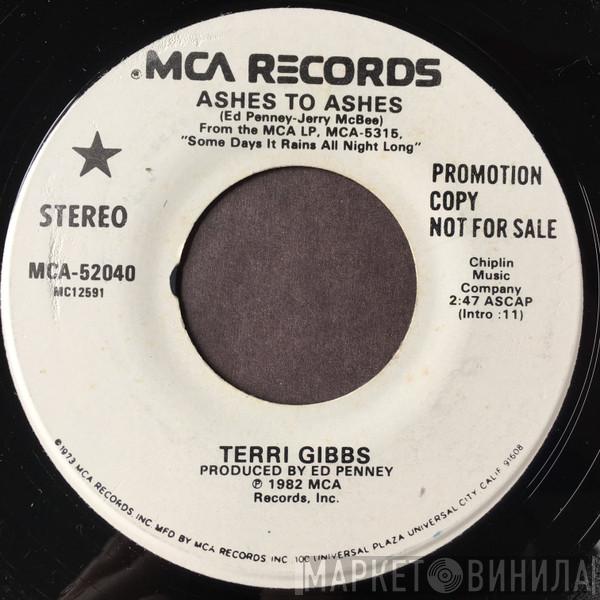 MCA RECORDS
ASHES TO ASHES
(Ed Penney-Jerry McBee)
From the MCA LP, MCA-5315,
"Some Days It Rains All Night Long"
STEREO
MCA-52040
MC12591
PROMOTION
COPY
NOT FOR SALE
Chiplin
Music
Company
2:47 ASCAP
(Intro :11)
TERRI GIBBS
PRODUCED BY ED PENNEY
℗ 1982 MCA
Records, Inc.
©1973 MCA RECORDS INC MFD BY MCA RECORDS INC 100 UNIVERSAL PLAZA UNIVERSAL CITY CALIF. 91608
МАРКЕТ ВИНИЛА